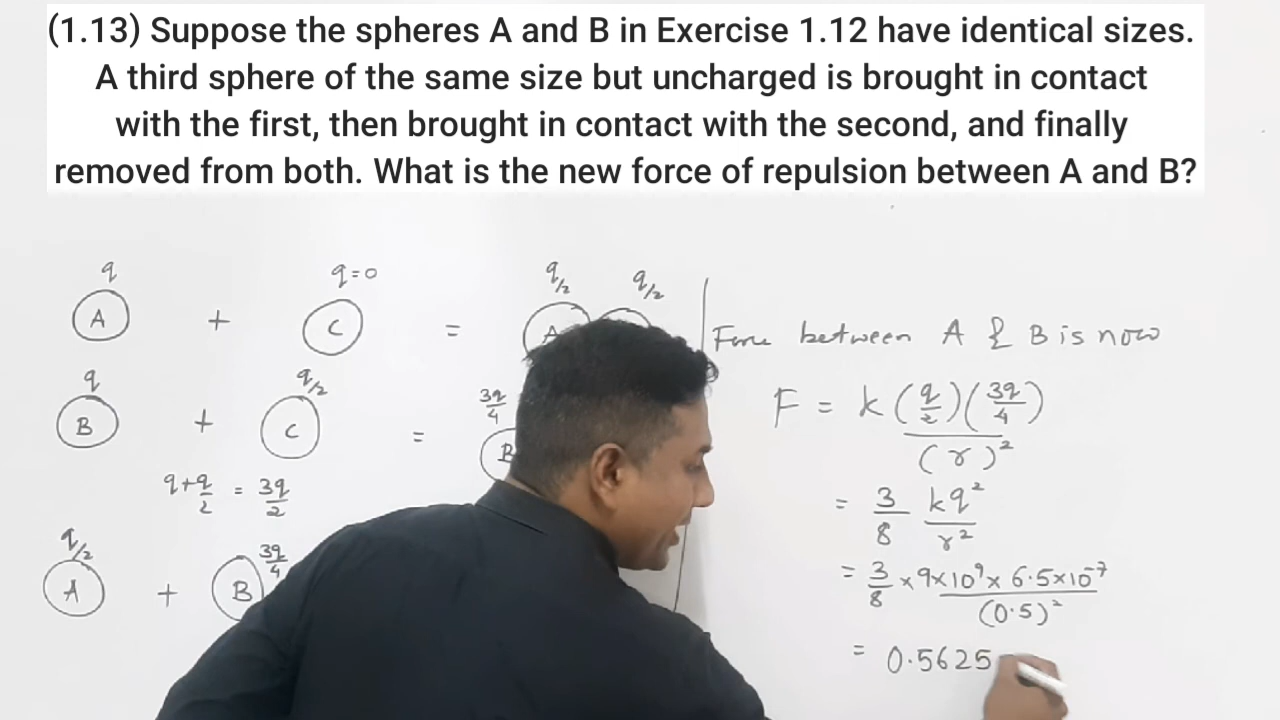 (1.13) Suppose the spheres A and B in Exercise 1.12 have identical sizes.
A third sphere of the same size but uncharged is brought in contact
with the first, then brought in contact with the second, and finally
removed from both. What is the new force of repulsion between A and B?
q q=0 q/2 q/2
A + C = A
q q/2 3q/4
B + C = B
q+q/2 = 3q/2
q/2 3q/4
A + B
Force between A & B is now
F = k(q/2)(3q/4)
(r)²
= 3/8 kq²/r²
= 3/8 × 9×10⁹ × 6.5×10⁻⁷
(0.5)²
= 0.5625